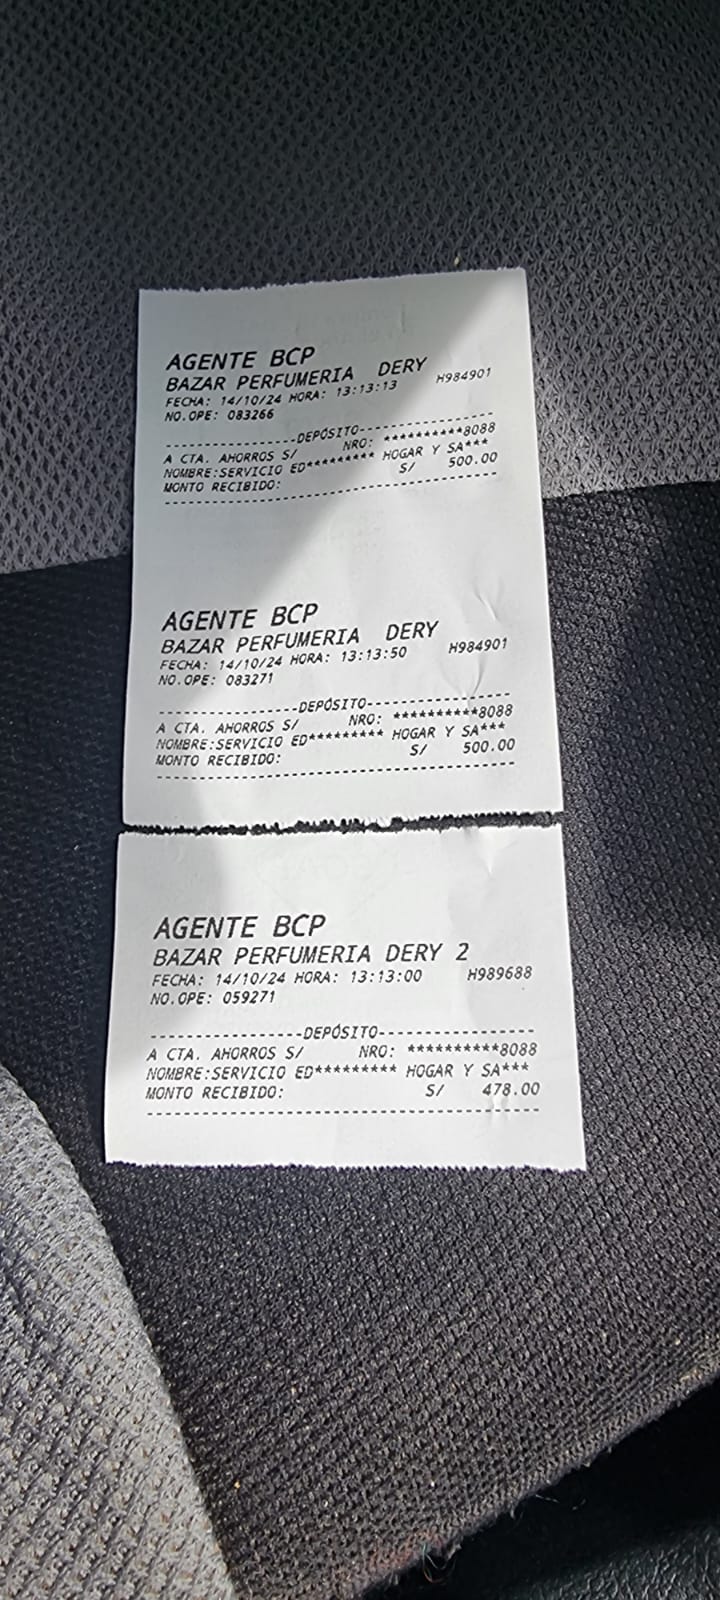 AGENTE BCP
BAZAR PERFUMERIA DERY
FECHA: 14/10/24 HORA: 13:13:13 H984901
NO.OPE: 083266
--------------------DEPÓSITO--------------------
A CTA. AHORROS S/ NRO: **********8088
NOMBRE:SERVICIO ED********* HOGAR Y SA***
MONTO RECIBIDO: S/ 500.00
AGENTE BCP
BAZAR PERFUMERIA DERY
FECHA: 14/10/24 HORA: 13:13:50 H984901
NO.OPE: 083271
--------------------DEPÓSITO--------------------
A CTA. AHORROS S/ NRO: **********8088
NOMBRE:SERVICIO ED********* HOGAR Y SA***
MONTO RECIBIDO: S/ 500.00
AGENTE BCP
BAZAR PERFUMERIA DERY 2
FECHA: 14/10/24 HORA: 13:13:00 H989688
NO.OPE: 059271
--------------------DEPÓSITO--------------------
A CTA. AHORROS S/ NRO: **********8088
NOMBRE:SERVICIO ED********* HOGAR Y SA***
MONTO RECIBIDO: S/ 478.00